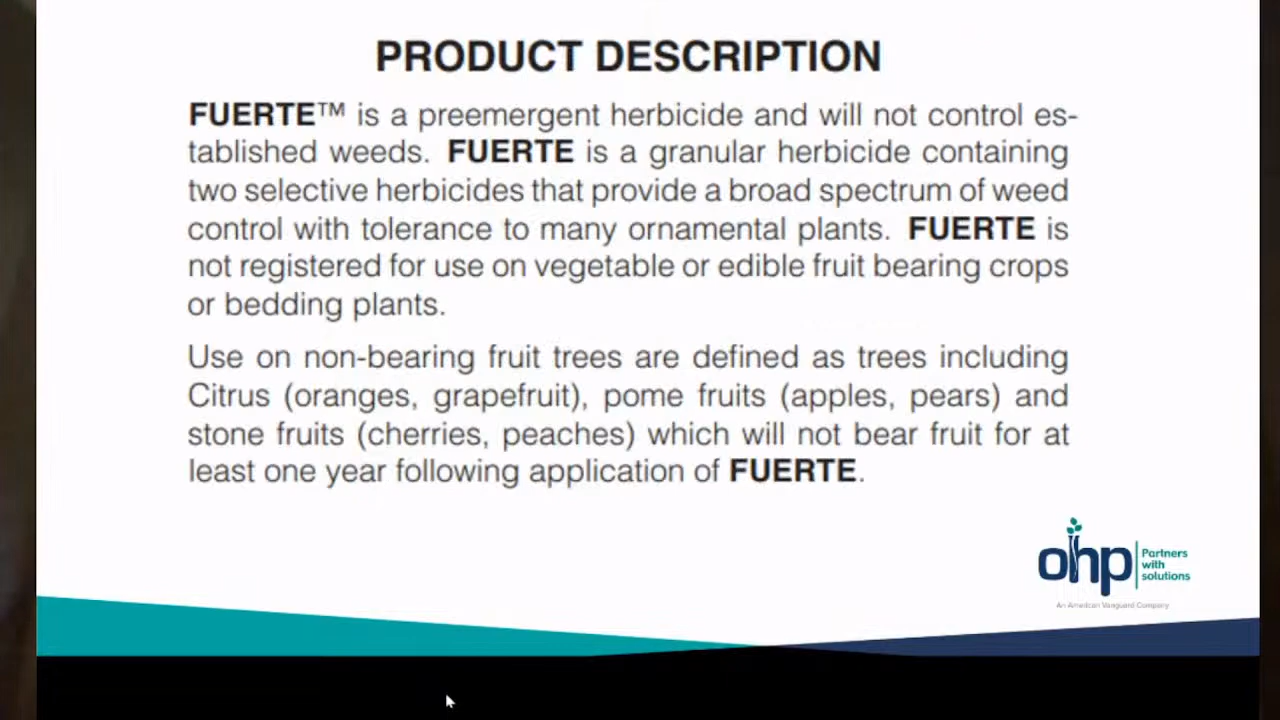 PRODUCT DESCRIPTION
FUERTE™ is a preemergent herbicide and will not control es-
tablished weeds. FUERTE is a granular herbicide containing
two selective herbicides that provide a broad spectrum of weed
control with tolerance to many ornamental plants. FUERTE is
not registered for use on vegetable or edible fruit bearing crops
or bedding plants.
Use on non-bearing fruit trees are defined as trees including
Citrus (oranges, grapefruit), pome fruits (apples, pears) and
stone fruits (cherries, peaches) which will not bear fruit for at
least one year following application of FUERTE.
ohp
Partners
with
solutions
An American Vanguard Company